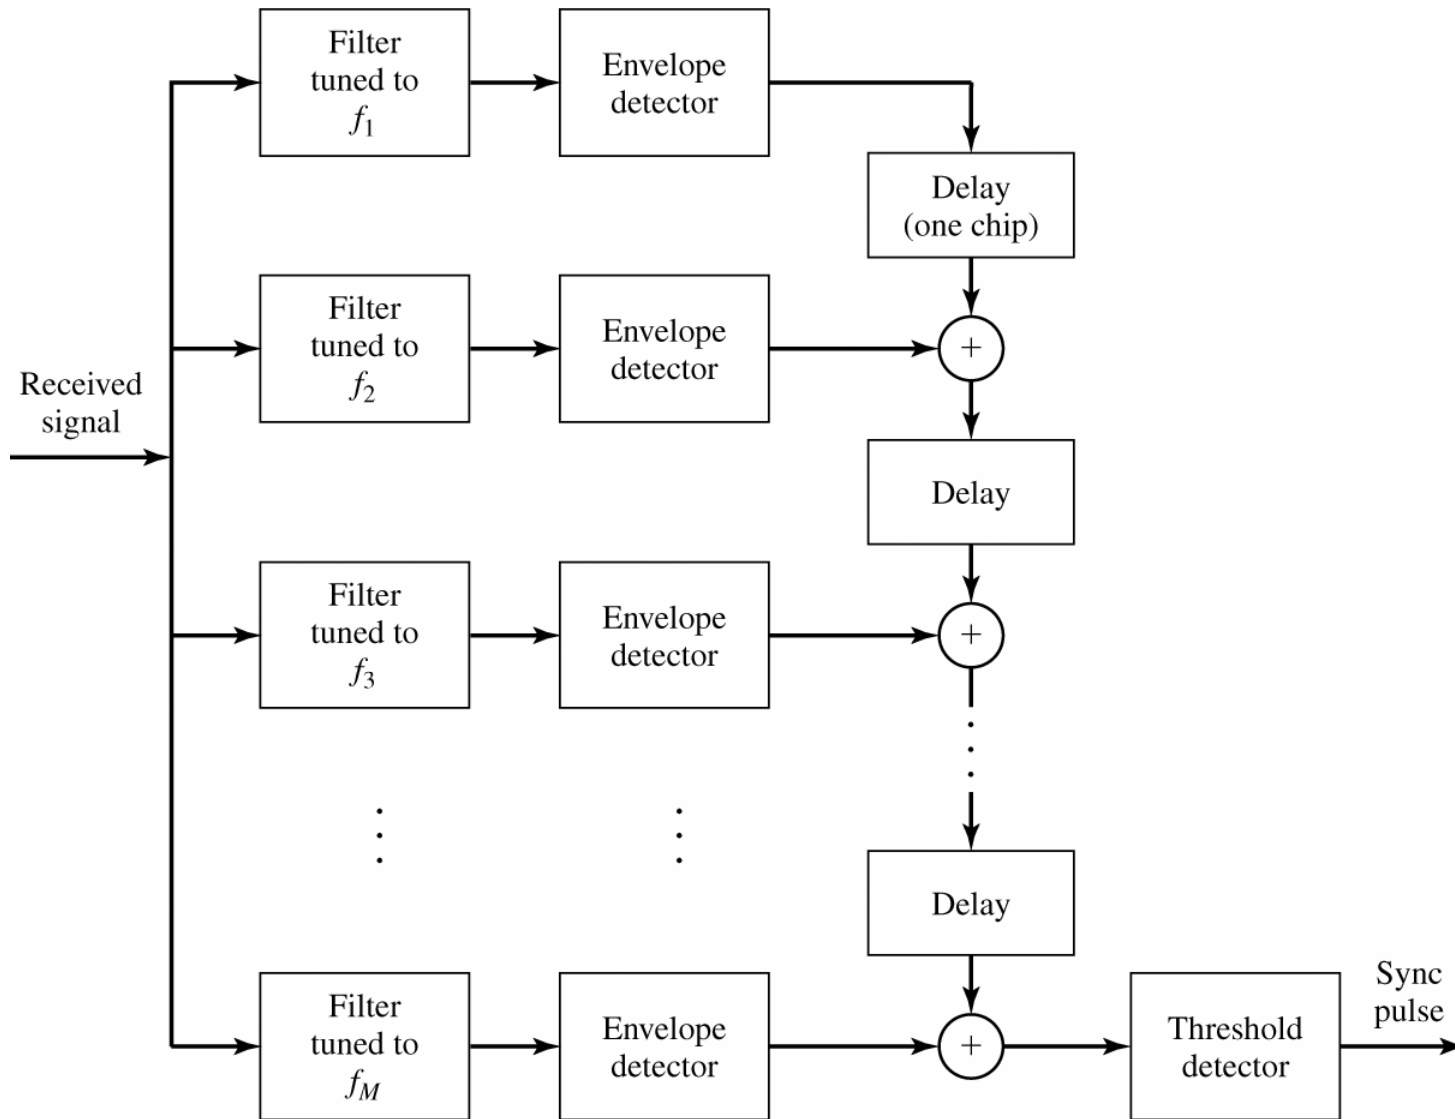 Filter
tuned to
f₁
Envelope
detector
Delay
(one chip)
Filter
tuned to
f₂
Envelope
detector
+
Received
signal
Delay
Filter
tuned to
f₃
Envelope
detector
+
Delay
Filter
tuned to
f_M
Envelope
detector
+
Threshold
detector
Sync
pulse